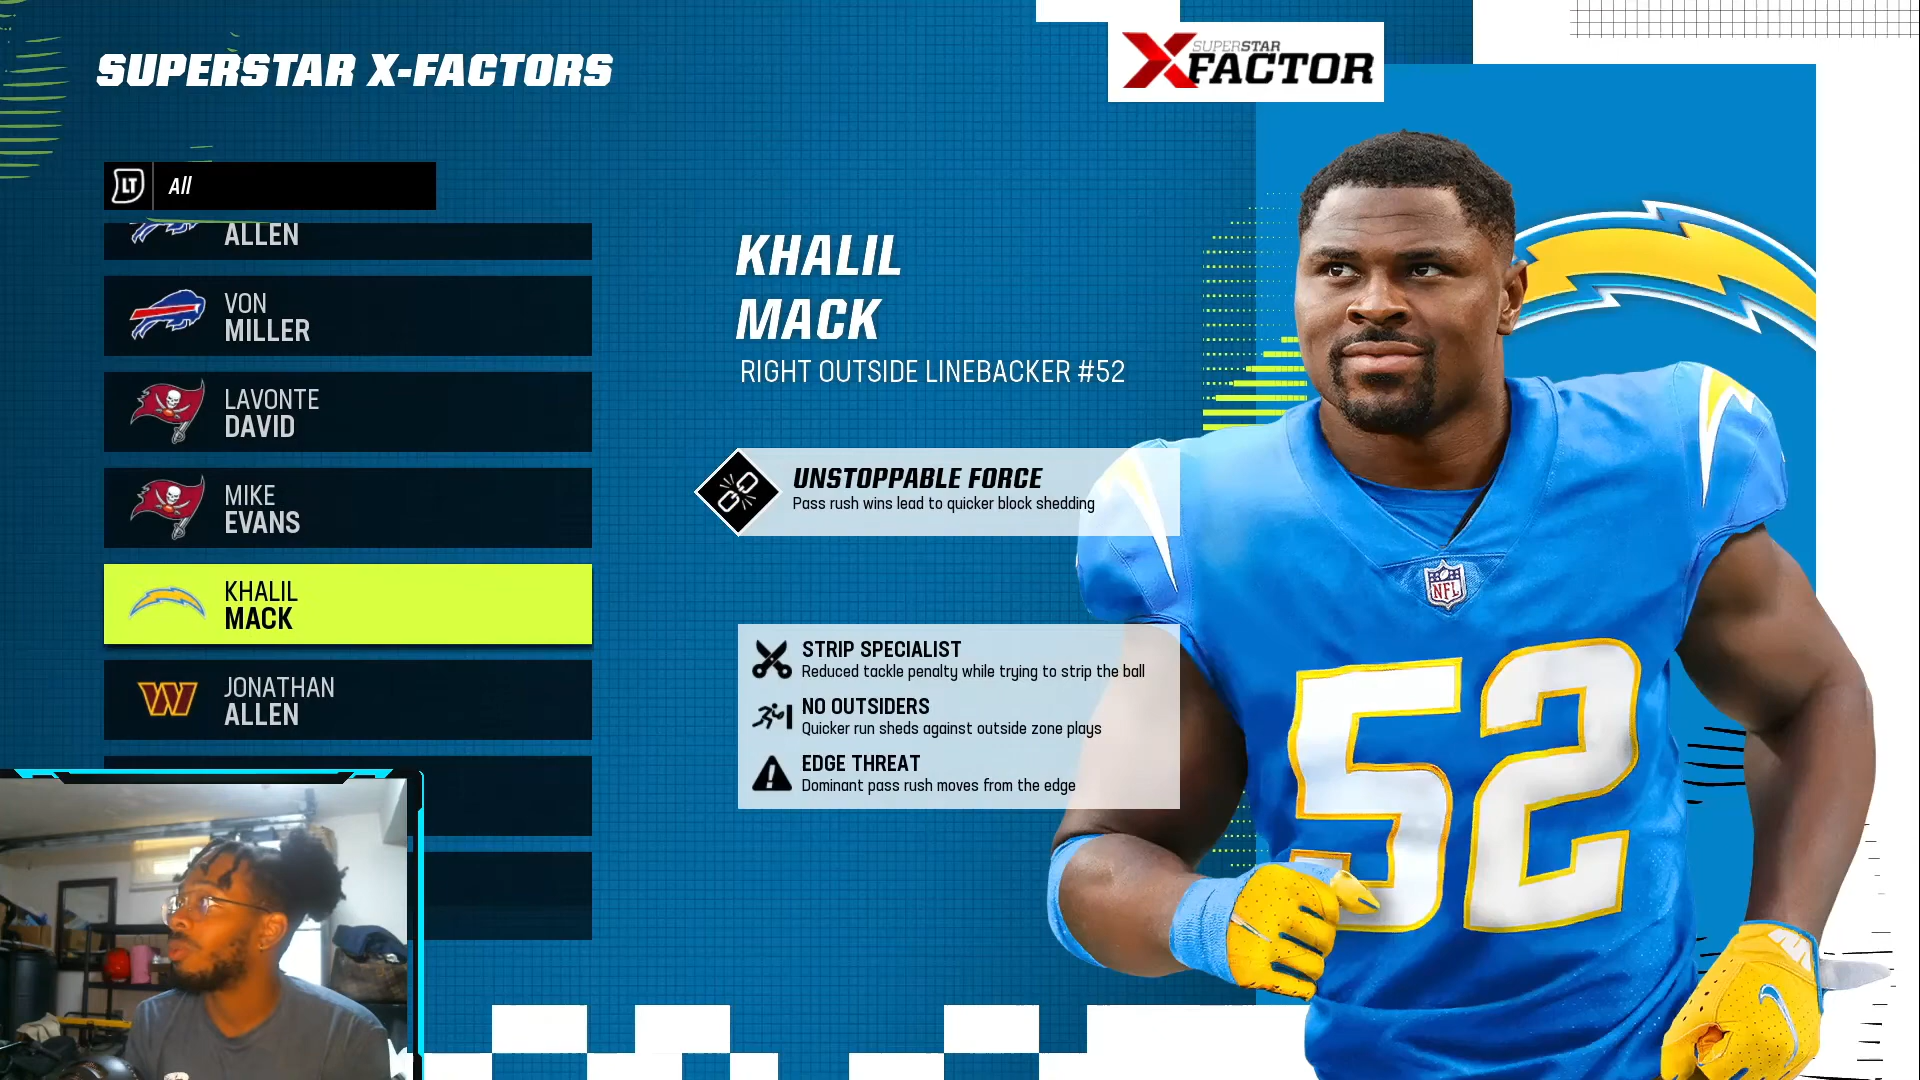 SUPERSTAR X-FACTORS
SUPERSTAR
XFACTOR
LT All
ALLEN
VON
MILLER
LAVONTE
DAVID
MIKE
EVANS
KHALIL
MACK
JONATHAN
ALLEN
KHALIL
MACK
RIGHT OUTSIDE LINEBACKER #52
UNSTOPPABLE FORCE
Pass rush wins lead to quicker block shedding
STRIP SPECIALIST
Reduced tackle penalty while trying to strip the ball
NO OUTSIDERS
Quicker run sheds against outside zone plays
EDGE THREAT
Dominant pass rush moves from the edge
NFL
52